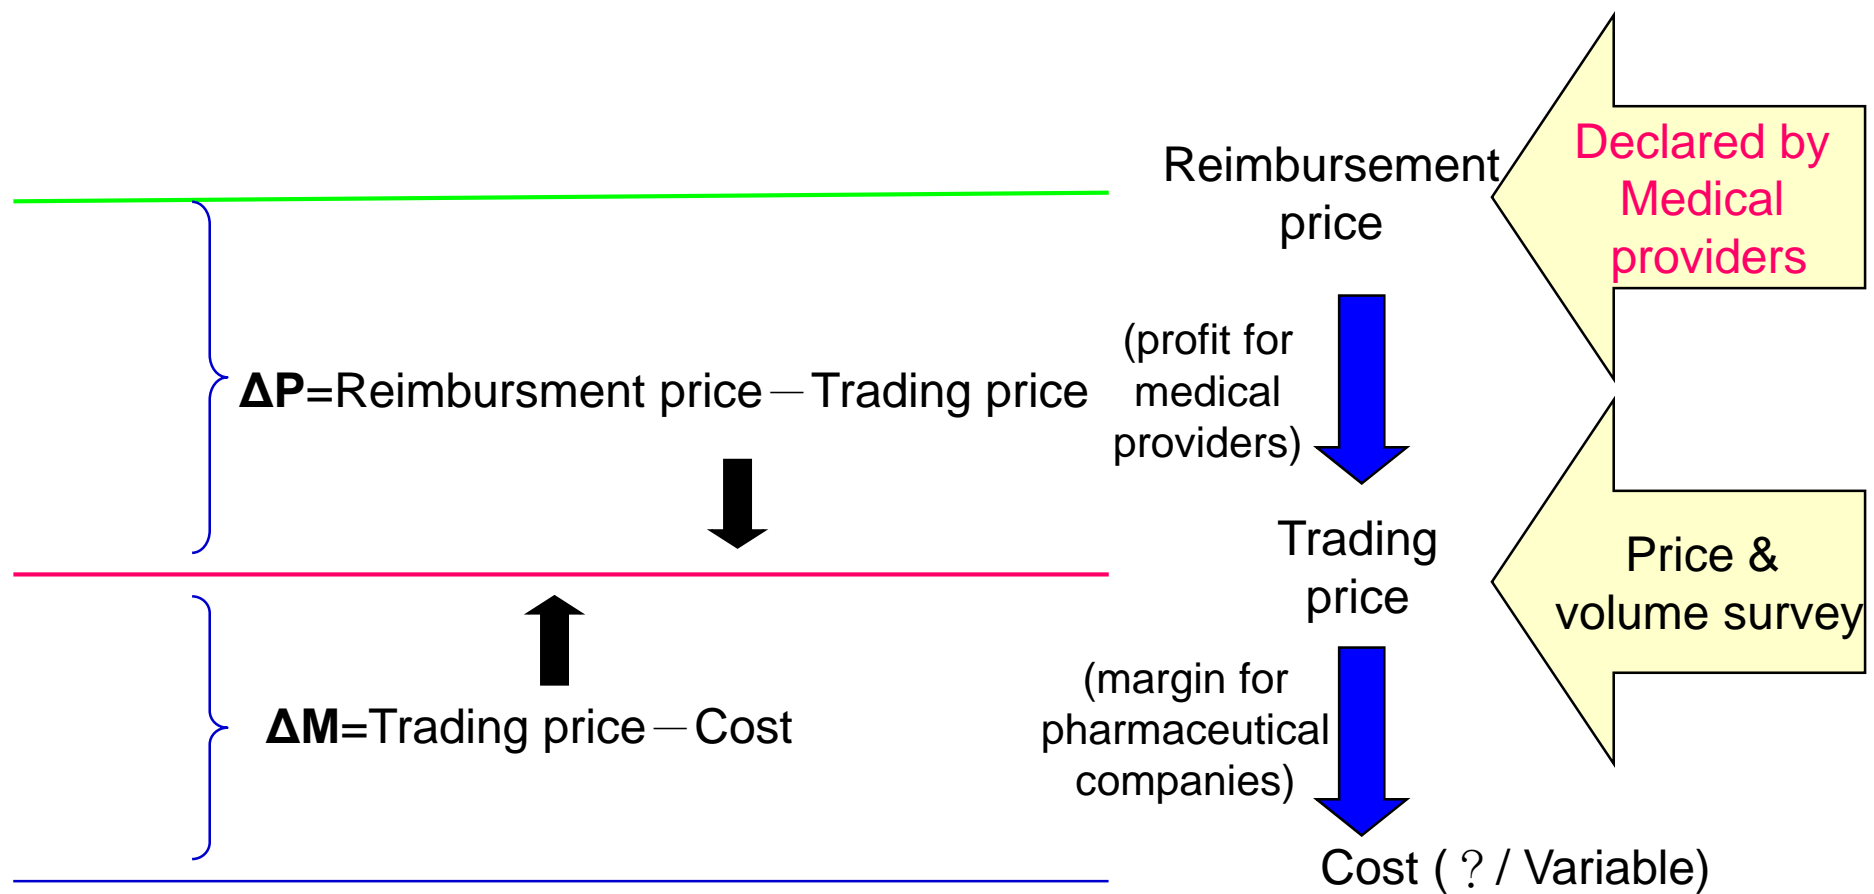 Declared by
Medical
providers
Reimbursement
price
(profit for
medical
providers)
ΔP=Reimbursment price－Trading price
Trading
price
Price &
volume survey
(margin for
pharmaceutical
companies)
ΔM=Trading price－Cost
Cost (？/ Variable)